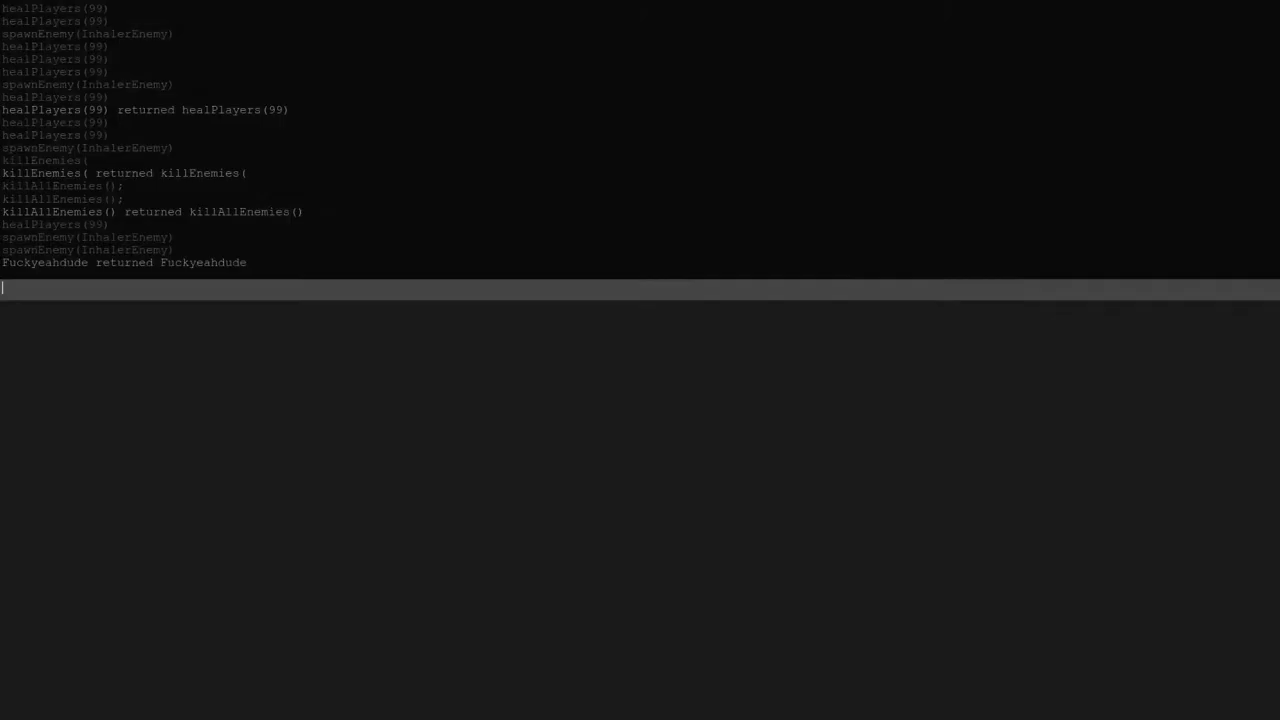 healPlayers(99)
healPlayers(99)
spawnEnemy(InhalerEnemy)
healPlayers(99)
healPlayers(99)
healPlayers(99)
spawnEnemy(InhalerEnemy)
healPlayers(99)
healPlayers(99) returned healPlayers(99)
healPlayers(99)
healPlayers(99)
spawnEnemy(InhalerEnemy)
killEnemies(
killEnemies( returned killEnemies(
killAllEnemies();
killAllEnemies();
killAllEnemies() returned killAllEnemies()
healPlayers(99)
spawnEnemy(InhalerEnemy)
spawnEnemy(InhalerEnemy)
Fuckyeahdude returned Fuckyeahdude